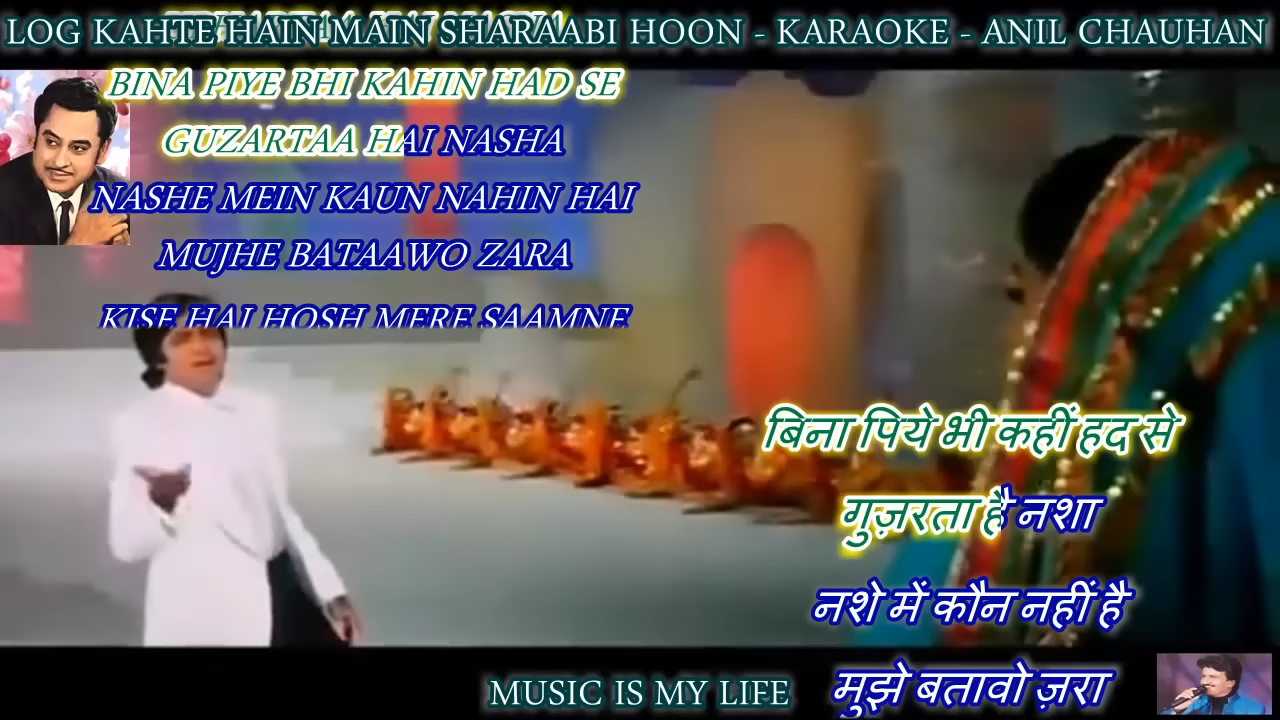 LOG KAHTE HAIN MAIN SHARAABI HOON - KARAOKE - ANIL CHAUHAN
BINA PIYE BHI KAHIN HAD SE
GUZARTAA HAI NASHA
NASHE MEIN KAUN NAHIN HAI
MUJHE BATAAWO ZARA
KISE HAI HOSH MERE SAAMNE
बिना पिये भी कहीं हद से
गुज़रता है नशा
नशे में कौन नहीं है
मुझे बतावो ज़रा
MUSIC IS MY LIFE